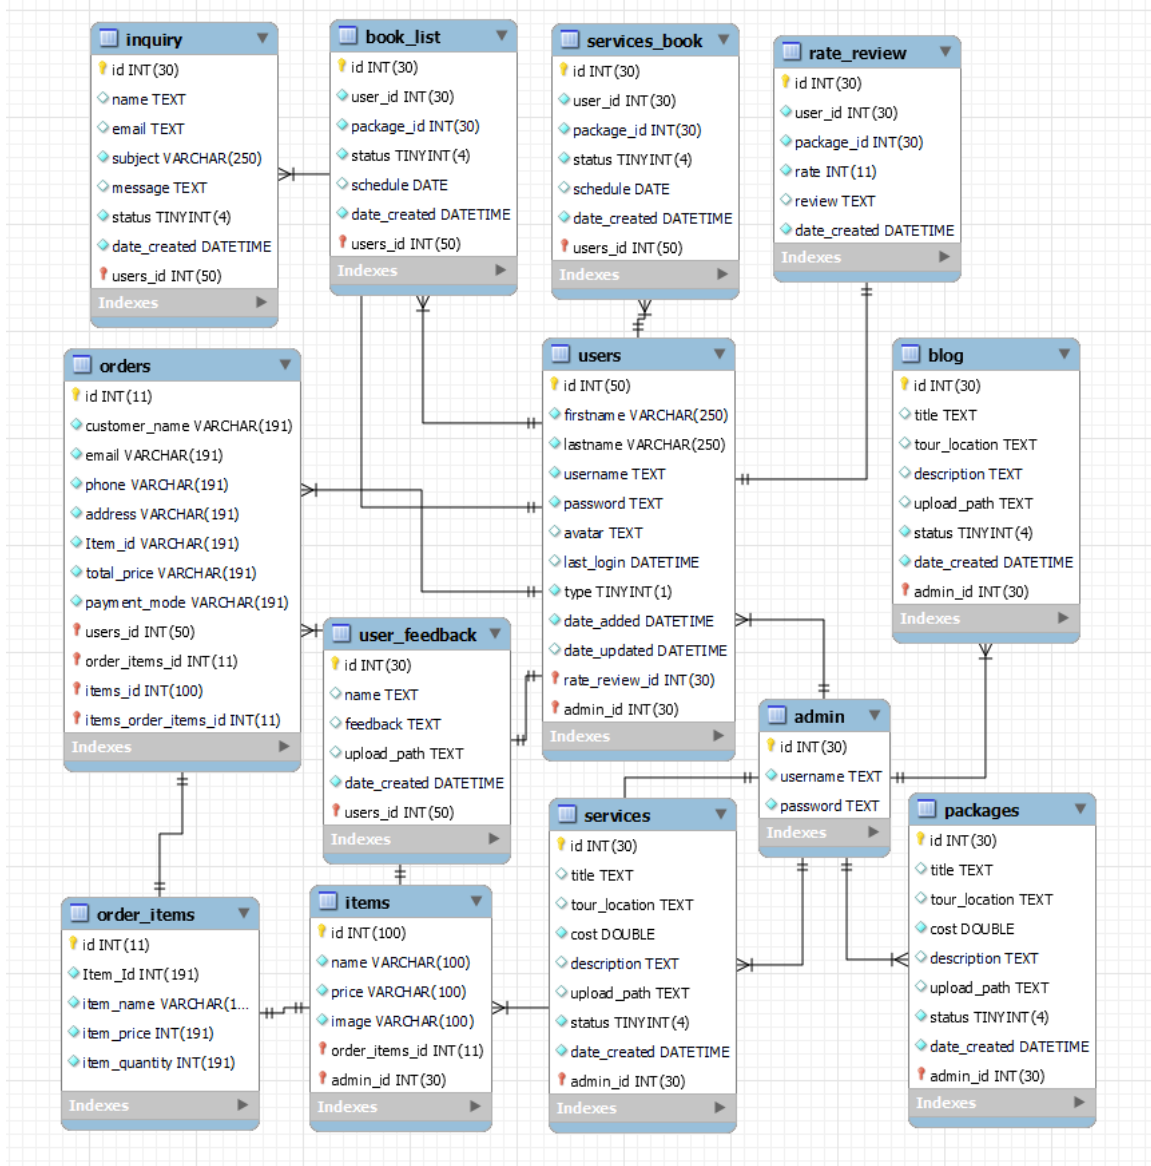 inquiry
id INT(30)
name TEXT
email TEXT
subject VARCHAR(250)
message TEXT
status TINYINT(4)
date_created DATETIME
users_id INT(50)
Indexes
book_list
id INT(30)
user_id INT(30)
package_id INT(30)
status TINYINT(4)
schedule DATE
date_created DATETIME
users_id INT(50)
Indexes
services_book
id INT(30)
user_id INT(30)
package_id INT(30)
status TINYINT(4)
schedule DATE
date_created DATETIME
users_id INT(50)
Indexes
rate_review
id INT(30)
user_id INT(30)
package_id INT(30)
rate INT(11)
review TEXT
date_created DATETIME
Indexes
orders
id INT(11)
customer_name VARCHAR(191)
email VARCHAR(191)
phone VARCHAR(191)
address VARCHAR(191)
Item_id VARCHAR(191)
total_price VARCHAR(191)
payment_mode VARCHAR(191)
users_id INT(50)
order_items_id INT(11)
items_id INT(100)
items_order_items_id INT(11)
Indexes
users
id INT(50)
firstname VARCHAR(250)
lastname VARCHAR(250)
username TEXT
password TEXT
avatar TEXT
last_login DATETIME
type TINYINT(1)
date_added DATETIME
date_updated DATETIME
rate_review_id INT(30)
admin_id INT(30)
Indexes
blog
id INT(30)
title TEXT
tour_location TEXT
description TEXT
upload_path TEXT
status TINYINT(4)
date_created DATETIME
admin_id INT(30)
Indexes
user_feedback
id INT(30)
name TEXT
feedback TEXT
upload_path TEXT
date_created DATETIME
users_id INT(50)
Indexes
admin
id INT(30)
username TEXT
password TEXT
Indexes
order_items
id INT(11)
Item_Id INT(191)
item_name VARCHAR(1...
item_price INT(191)
item_quantity INT(191)
Indexes
items
id INT(100)
name VARCHAR(100)
price VARCHAR(100)
image VARCHAR(100)
order_items_id INT(11)
admin_id INT(30)
Indexes
services
id INT(30)
title TEXT
tour_location TEXT
cost DOUBLE
description TEXT
upload_path TEXT
status TINYINT(4)
date_created DATETIME
admin_id INT(30)
Indexes
packages
id INT(30)
title TEXT
tour_location TEXT
cost DOUBLE
description TEXT
upload_path TEXT
status TINYINT(4)
date_created DATETIME
admin_id INT(30)
Indexes